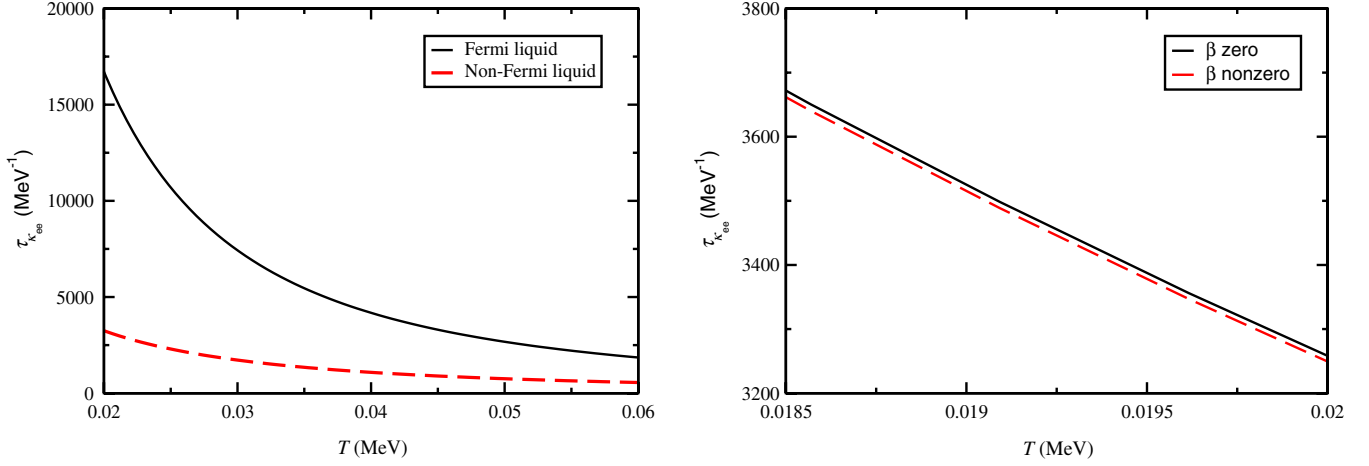 20000
15000
10000
5000
0
τκee (MeV-1)
Fermi liquid
Non-Fermi liquid
0.02 0.03 0.04 0.05 0.06
T (MeV)
3800
3600
3400
3200
τκee (MeV-1)
β zero
β nonzero
0.0185 0.019 0.0195 0.02
T (MeV)